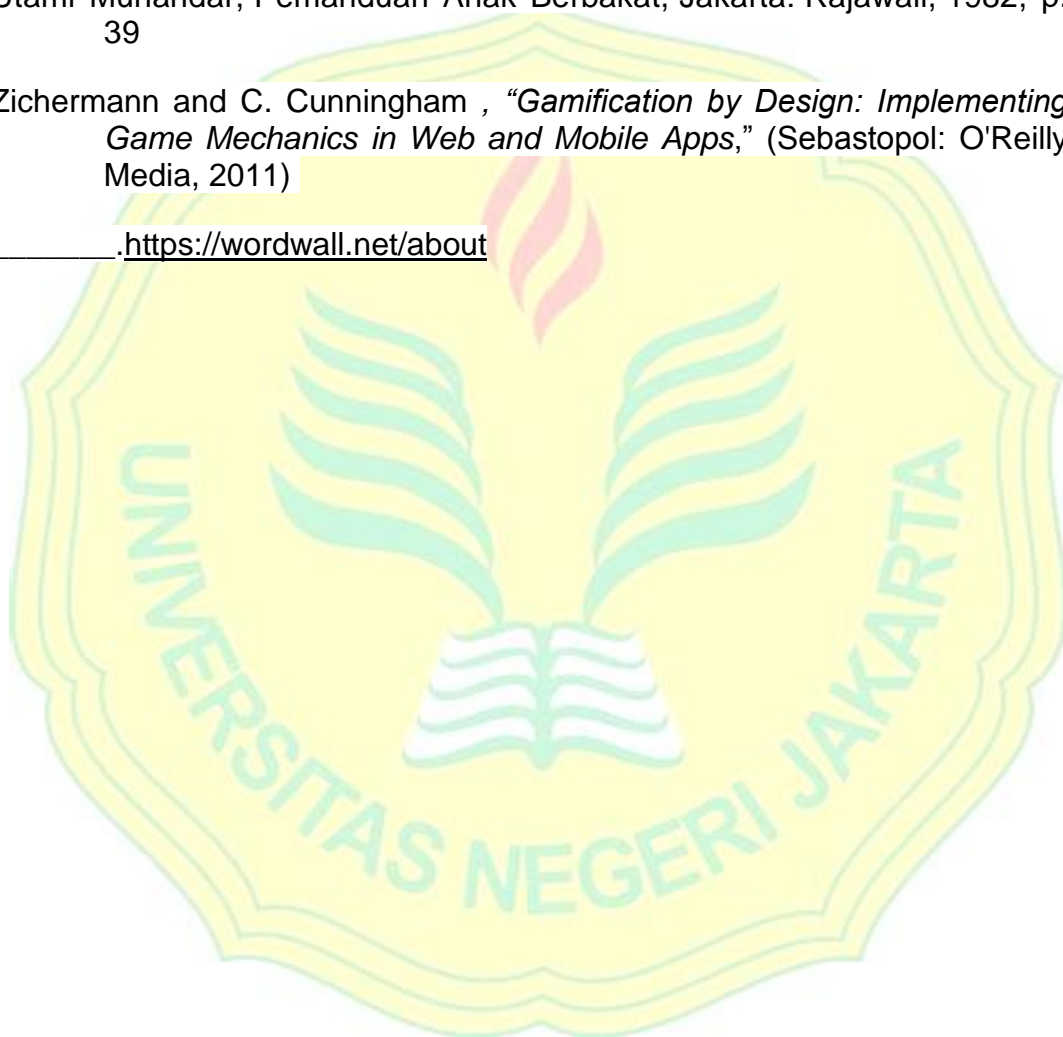 Utami Munandar, Pemanduan Anak Berbakat, Jakarta: Rajawali, 1982, p.
39
Zichermann and C. Cunningham , “Gamification by Design: Implementing
Game Mechanics in Web and Mobile Apps,” (Sebastopol: O'Reilly
Media, 2011)
_______.https://wordwall.net/about
UNIVERSITAS NEGERI JAKARTA